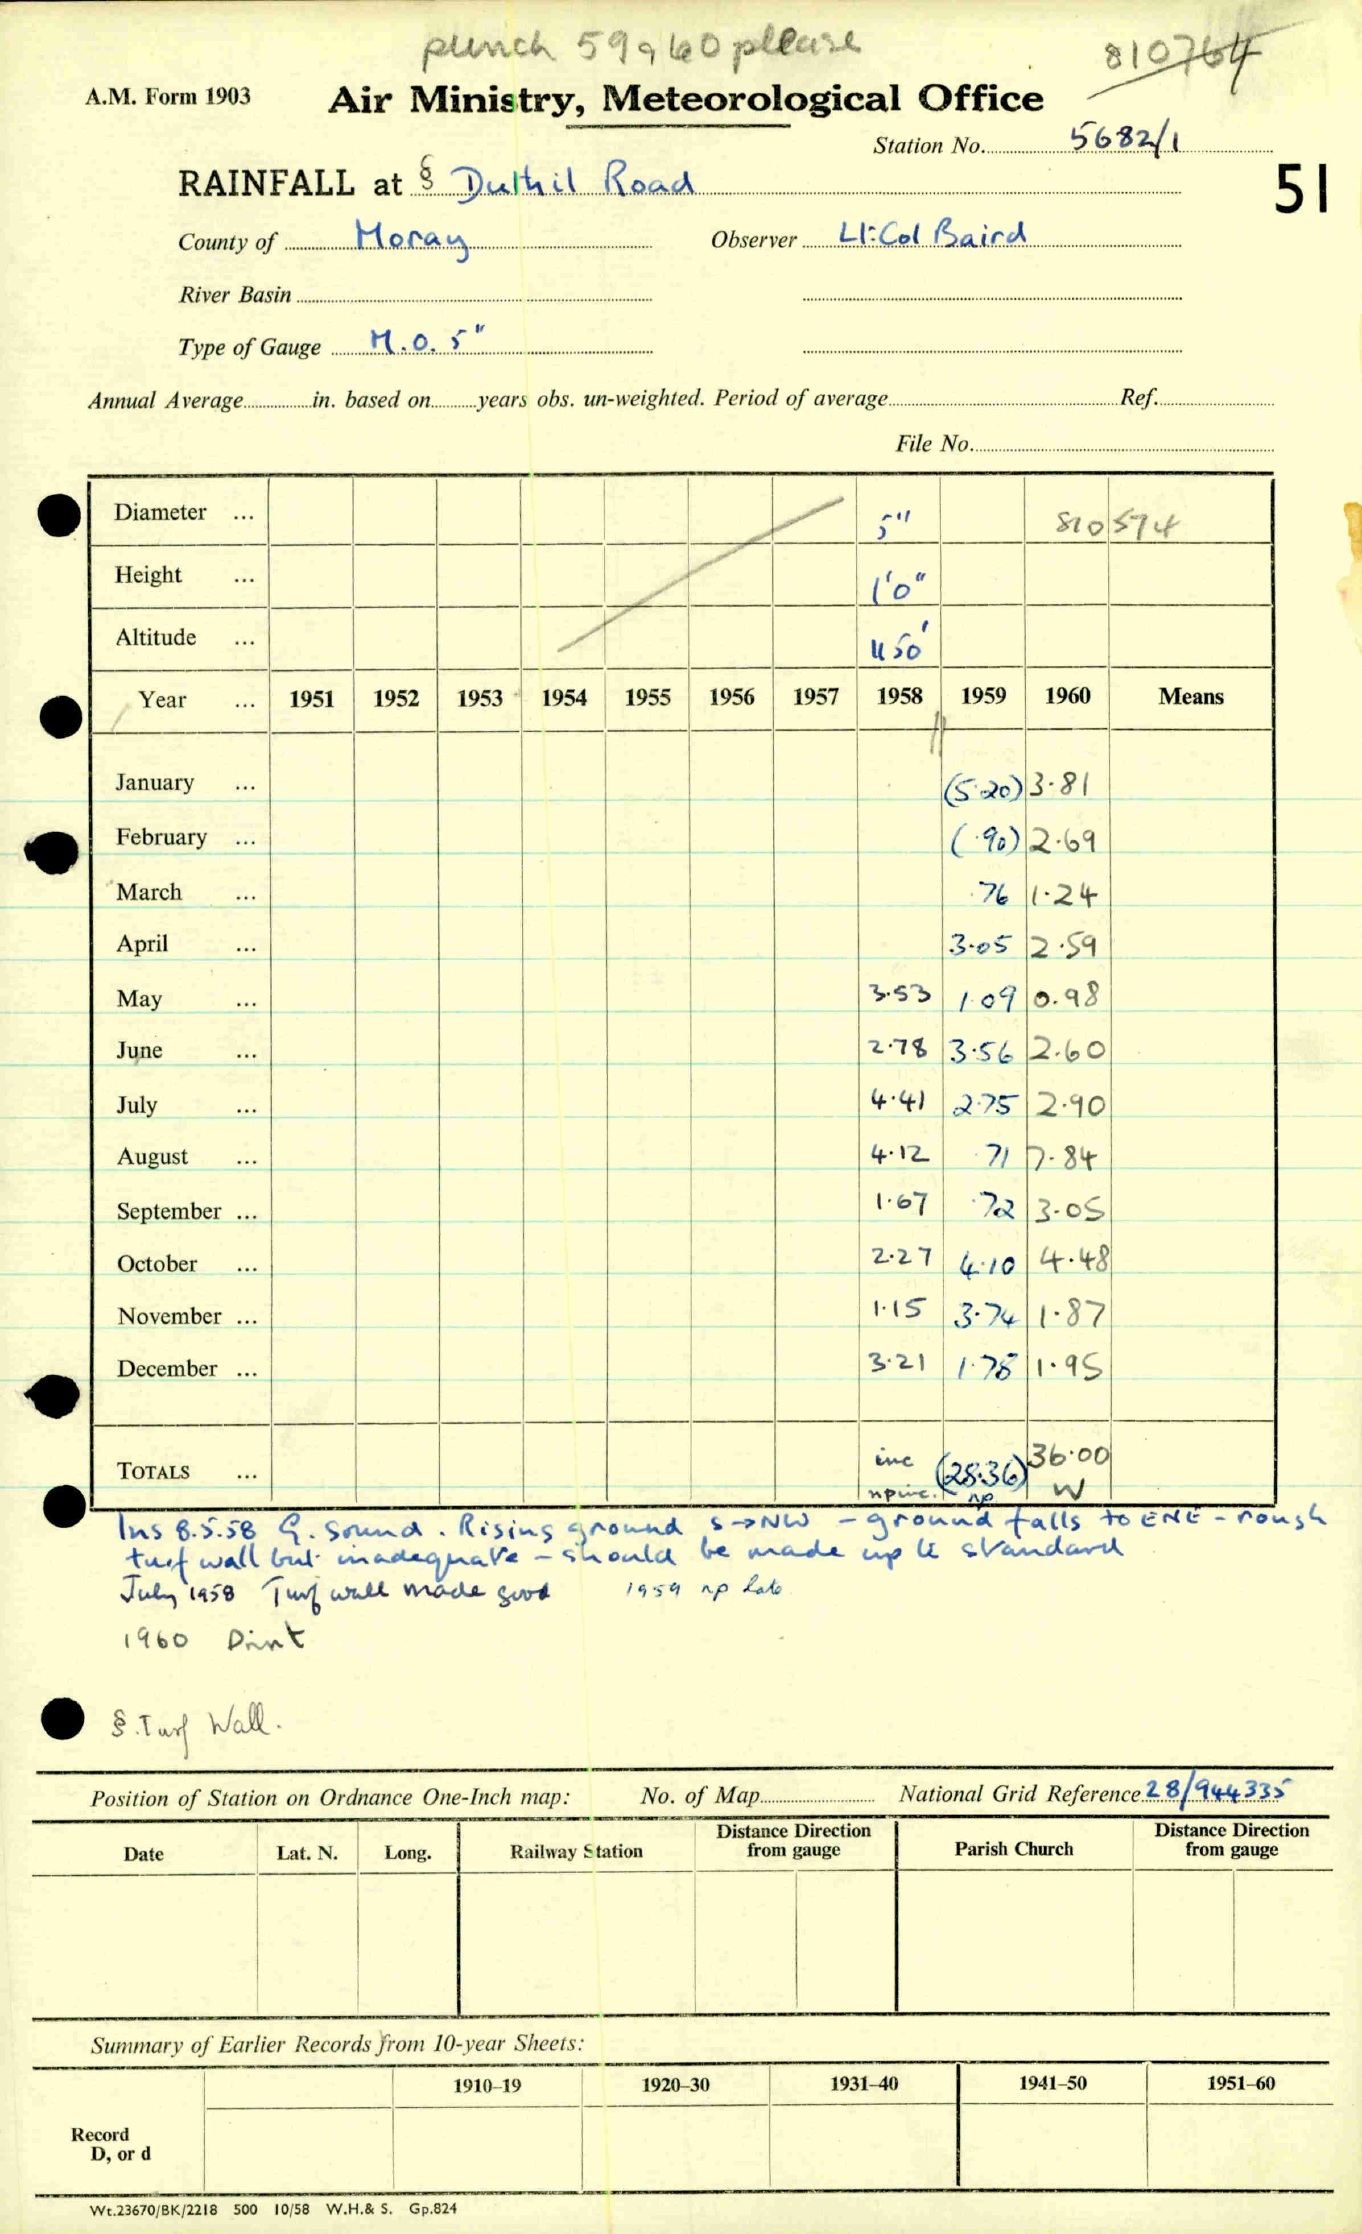 punch 59 & 60 please
810764
A.M. Form 1903
Air Ministry, Meteorological Office
Station No. 5682/1
51
RAINFALL at § Duthil Road
County of Moray Observer Lt: Col Baird
River Basin
Type of Gauge M.O. 5"
Annual Average in. based on years obs. un-weighted. Period of average Ref.
File No.
Diameter ... 5" 810574
Height ... 1'0"
Altitude ... 1150'
Year ... 1951 1952 1953 1954 1955 1956 1957 1958 1959 1960 Means
January ... (5.20) 3.81
February ... (.90) 2.69
March ... .76 1.24
April ... 3.05 2.59
May ... 3.53 1.09 0.98
June ... 2.78 3.56 2.60
July ... 4.41 2.75 2.90
August ... 4.12 .71 7.84
September ... 1.67 .72 3.05
October ... 2.27 4.10 4.48
November ... 1.15 3.74 1.87
December ... 3.21 1.78 1.95
TOTALS ... inc (28.36) 36.00
npinc. np W
Ins 8.5.58 G. Sound. Rising ground S→NW - ground falls to ENE - rough
turf wall but inadequate - should be made up to standard
July 1958 Turf wall made good 1959 np late
1960 Dint
§ Turf Wall.
Position of Station on Ordnance One-Inch map: No. of Map National Grid Reference 28/944335
Date Lat. N. Long. Railway Station Distance Direction from gauge Parish Church Distance Direction from gauge
Summary of Earlier Records from 10-year Sheets:
1910–19 1920–30 1931–40 1941–50 1951–60
Record
D, or d
Wt.23670/BK/2218 500 10/58 W.H.& S. Gp.824